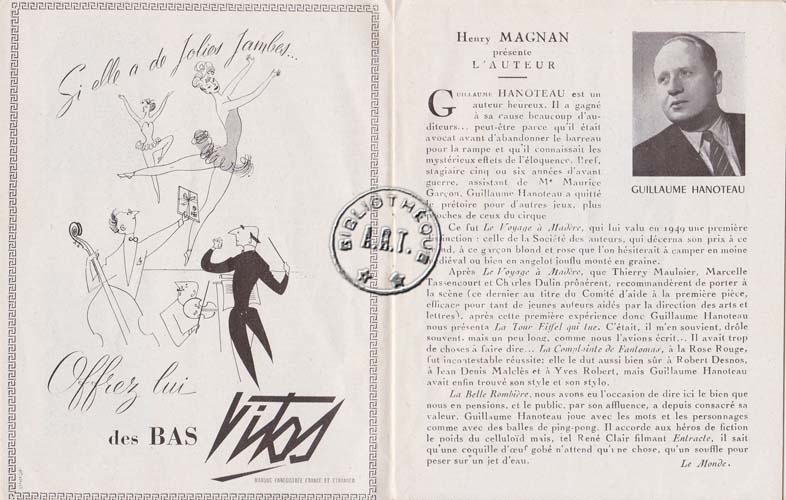 Si elle a de Jolies Jambes...
Offrez lui
des BAS Vitos
MARQUE ENREGISTRÉE FRANCE ET ÉTRANGER
BIBLIOTHÈQUE
A.R.T.
Henry MAGNAN
présente
L'AUTEUR
GUILLAUME HANOTEAU est un
auteur heureux. Il a gagné
à sa cause beaucoup d'au-
diteurs... peut-être parce qu'il était
avocat avant d'abandonner le barreau
pour la rampe et qu'il connaissait les
mystérieux effets de l'éloquence. Bref,
stagiaire cinq ou six années d'avant
guerre, assistant de Me Maurice
Garçon, Guillaume Hanoteau a quitté
le prétoire pour d'autres jeux, plus
proches de ceux du cirque
GUILLAUME HANOTEAU
Ce fut Le Voyage à Madère, qui lui valu en 1949 une première
distinction : celle de la Société des auteurs, qui décerna son prix à ce
grand, à ce garçon blond et rose que l'on hésiterait à camper en moine
médiéval ou bien en angelot joufflu monté en graine.
Après Le Voyage à Madère, que Thierry Maulnier, Marcelle
Tassencourt et Charles Dulin prônèrent, recommandèrent de porter à
la scène (ce dernier au titre du Comité d'aide à la première pièce,
efficace pour tant de jeunes auteurs aidés par la direction des arts et
lettres), après cette première expérience donc Guillaume Hanoteau
nous présenta La Tour Eiffel qui tue. C'était, il m'en souvient, drôle
souvent, mais un peu long, comme nous l'avions écrit... Il avait trop
de choses à faire dire... La Complainte de Fantomas, à la Rose Rouge,
fut incontestable réussite; elle le dut aussi bien sûr à Robert Desnos,
à Jean Denis Malclès et à Yves Robert, mais Guillaume Hanoteau
avait enfin trouvé son style et son stylo.
La Belle Rombière, nous avons eu l'occasion de dire ici le bien que
nous en pensions, et le public, par son affluence, a depuis consacré sa
valeur. Guillaume Hanoteau joue avec les mots et les personnages
comme avec des balles de ping-pong. Il accorde aux héros de fiction
le poids du celluloïd mais, tel René Clair filmant Entracte, il sait
qu'une coquille d'œuf gobé n'attend qu'une chose, qu'un souffle pour
peser sur un jet d'eau.
Le Monde.